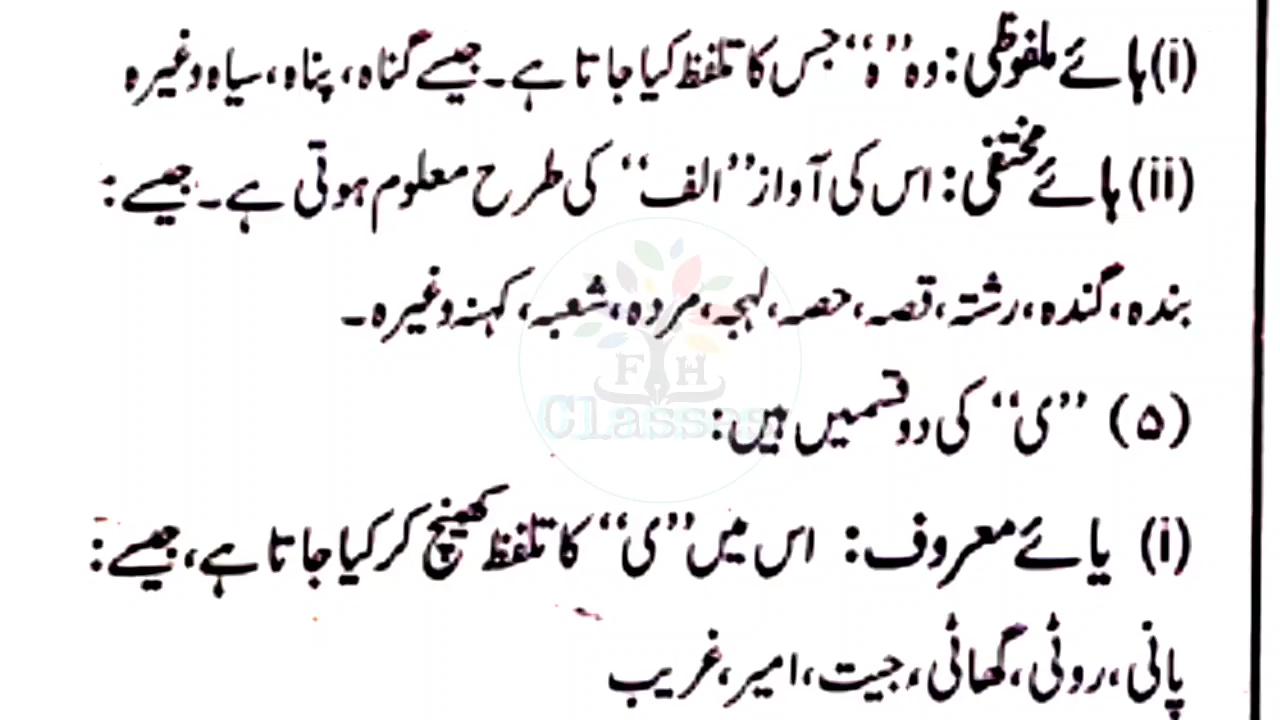 (i) ہائے ملفوظی: وہ ”ہ“ جس کا تلفظ کیا جاتا ہے۔ جیسے گناہ، پناہ، سیاہ وغیرہ
(ii) ہائے مختفی: اس کی آواز ”الف“ کی طرح معلوم ہوتی ہے۔ جیسے:
بندہ، گندہ، رشتہ، قصہ، حصہ، لہجہ، مردہ، شعبہ، کہنہ وغیرہ۔
F H
Classes
(۵) ”ی“ کی دو قسمیں ہیں:
(i) یائے معروف: اس میں ”ی“ کا تلفظ کھینچ کر کیا جاتا ہے، جیسے:
پانی، روٹی، گھاٹی، جیت، امیر، غریب